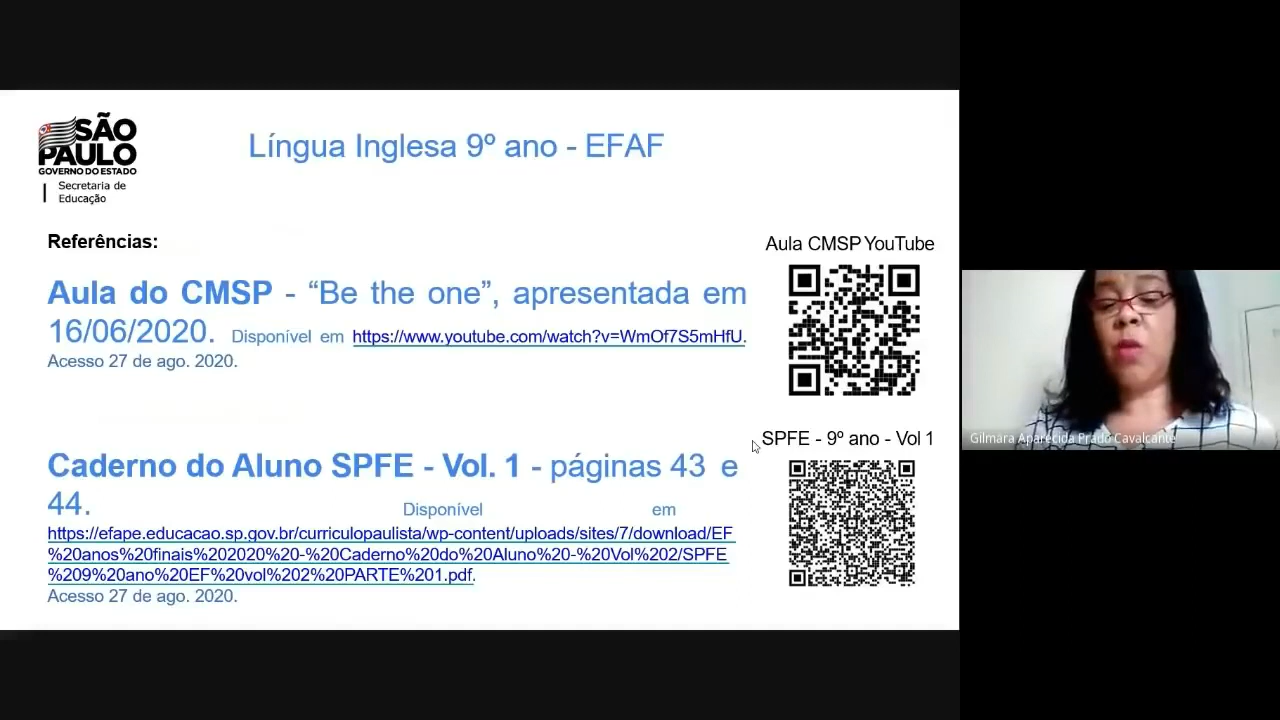 SÃO
PAULO
GOVERNO DO ESTADO
Secretaria de
Educação
Língua Inglesa 9º ano - EFAF
Referências:
Aula do CMSP - “Be the one”, apresentada em
16/06/2020. Disponível em https://www.youtube.com/watch?v=WmOf7S5mHfU.
Acesso 27 de ago. 2020.
Caderno do Aluno SPFE - Vol. 1 - páginas 43 e
44. Disponível em
https://efape.educacao.sp.gov.br/curriculopaulista/wp-content/uploads/sites/7/download/EF
%20anos%20finais%202020%20-%20Caderno%20do%20Aluno%20-%20Vol%202/SPFE
%209%20ano%20EF%20vol%202%20PARTE%201.pdf.
Acesso 27 de ago. 2020.
Aula CMSP YouTube
SPFE - 9º ano - Vol 1
Gilmara Aparecida Prado Cavalcante